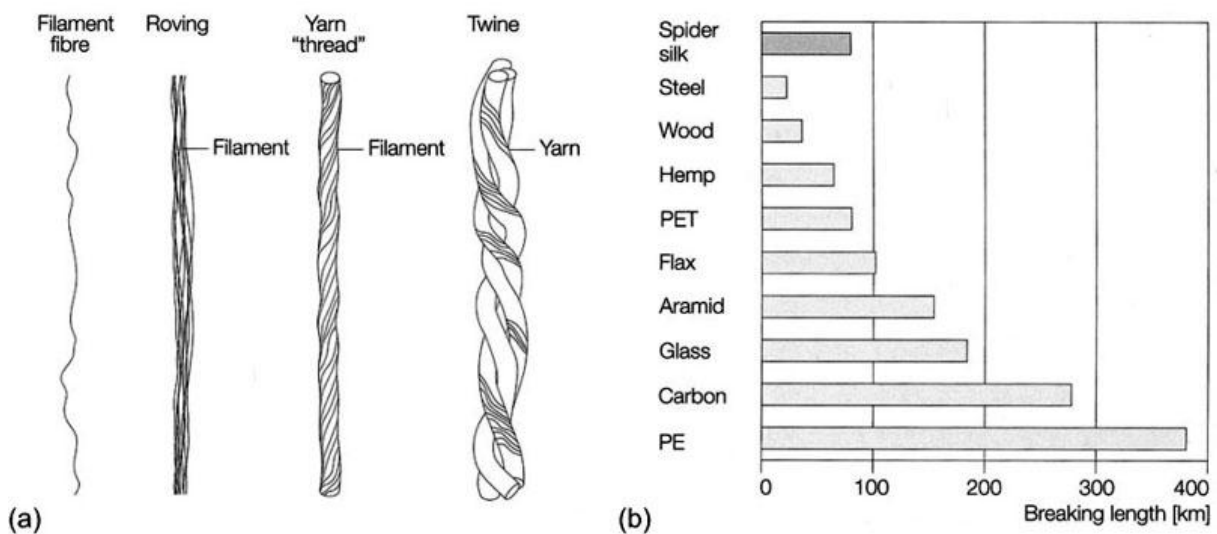 Filament
fibre
Roving
Yarn
"thread"
Twine
Filament
Filament
Yarn
(a)
Spider
silk
Steel
Wood
Hemp
PET
Flax
Aramid
Glass
Carbon
PE
0 100 200 300 400
Breaking length [km]
(b)